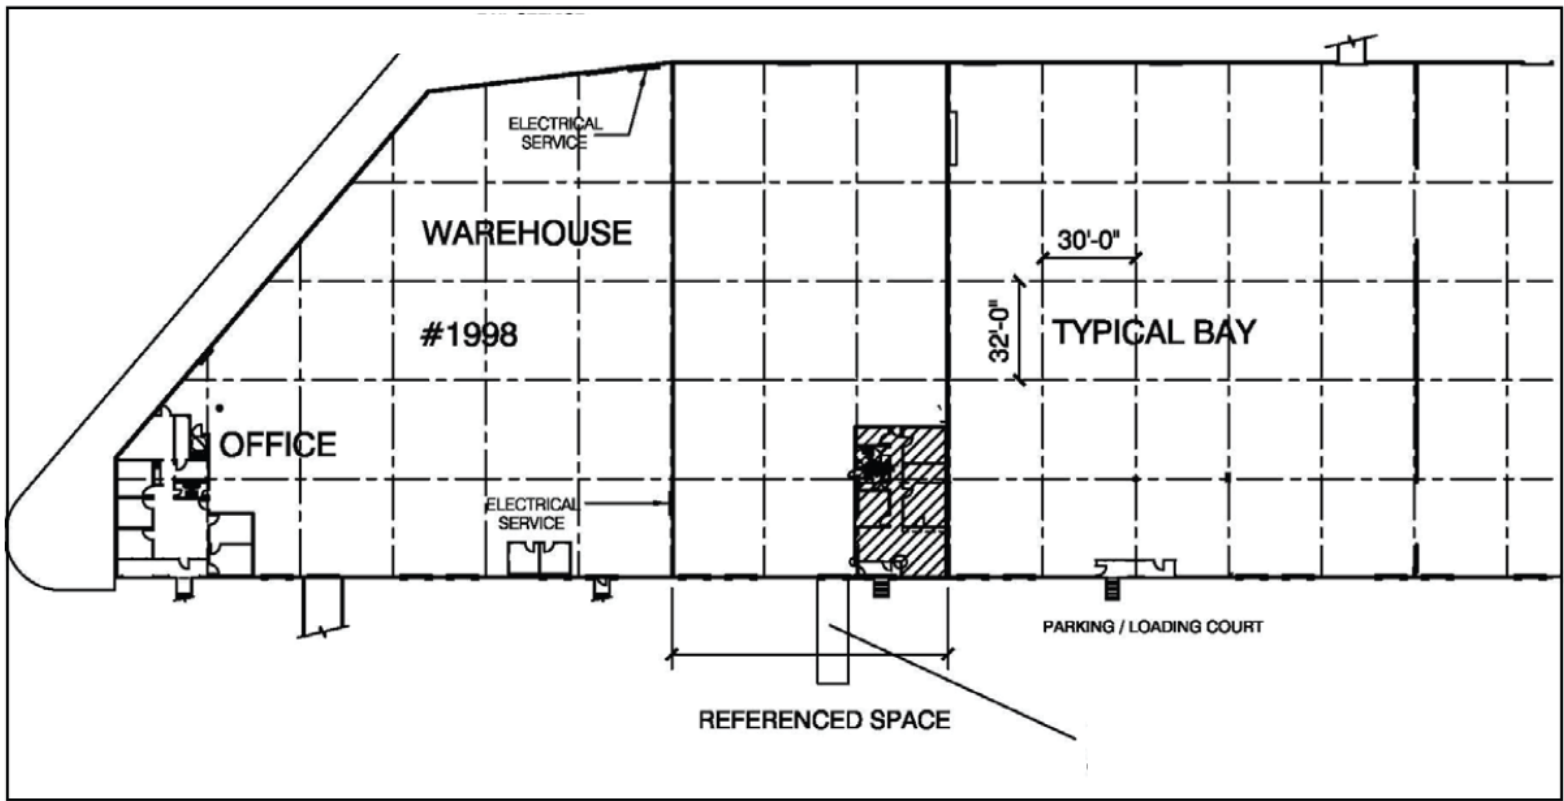 ELECTRICAL
SERVICE
WAREHOUSE
30'-0"
32'-0"
#1998
TYPICAL BAY
OFFICE
ELECTRICAL
SERVICE
PARKING / LOADING COURT
REFERENCED SPACE